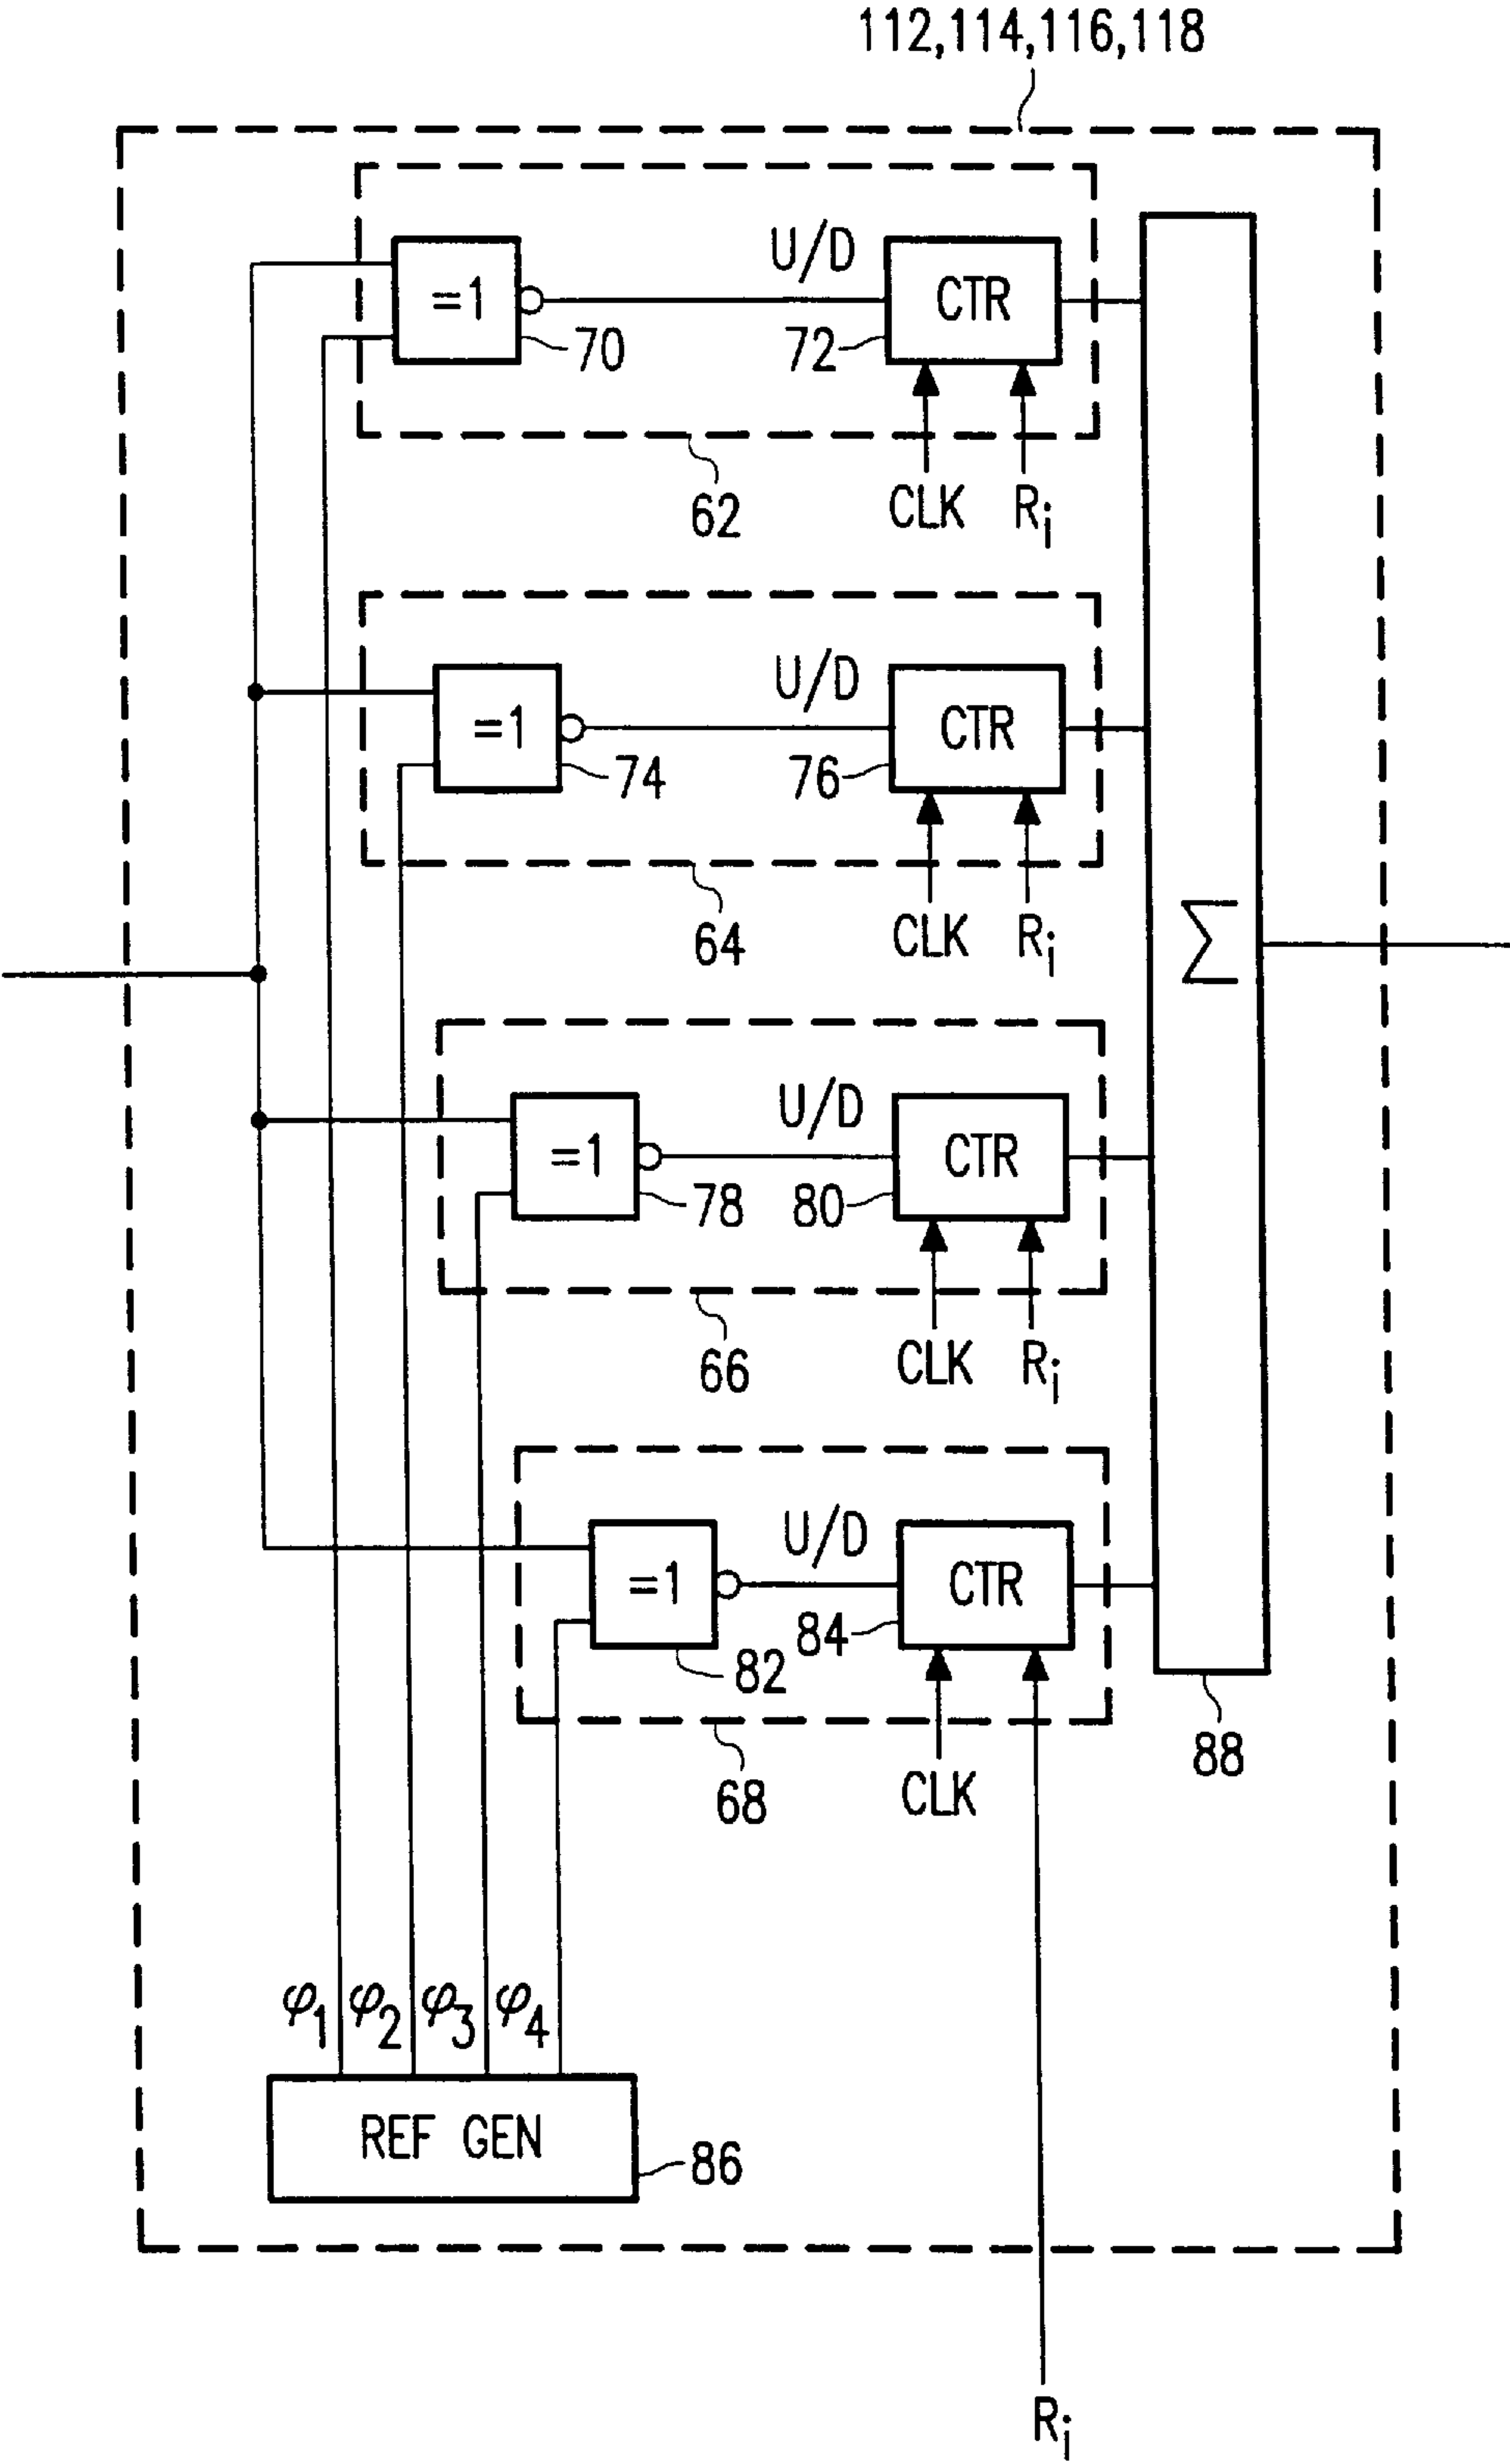 112,114,116,118
U/D
=1
CTR
70
72
62
CLK
Ri
U/D
=1
CTR
74
76
64
CLK
Ri
Σ
U/D
=1
CTR
78
80
66
CLK
Ri
U/D
=1
CTR
84
82
88
68
CLK
φ1 φ2 φ3 φ4
REF GEN
86
Ri